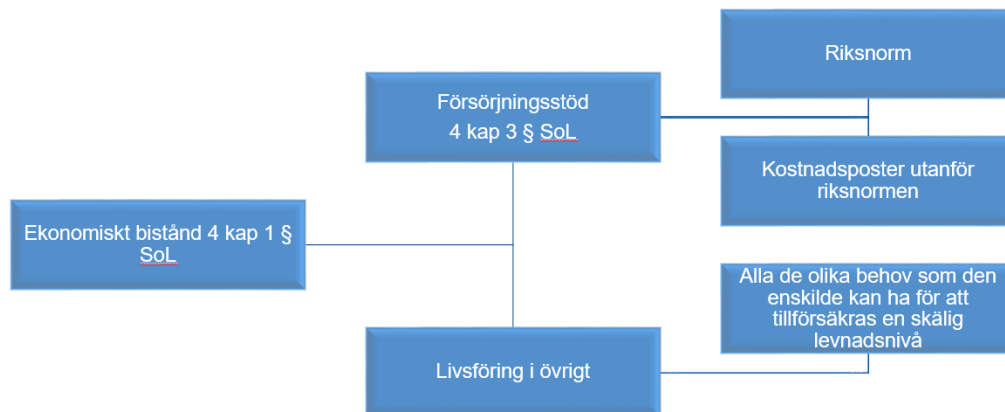 Riksnorm
Försörjningsstöd
4 kap 3 § SoL
Kostnadsposter utanför
riksnormen
Ekonomiskt bistånd 4 kap 1 §
SoL
Alla de olika behov som den
enskilde kan ha för att
tillförsäkras en skälig
levnadsnivå
Livsföring i övrigt